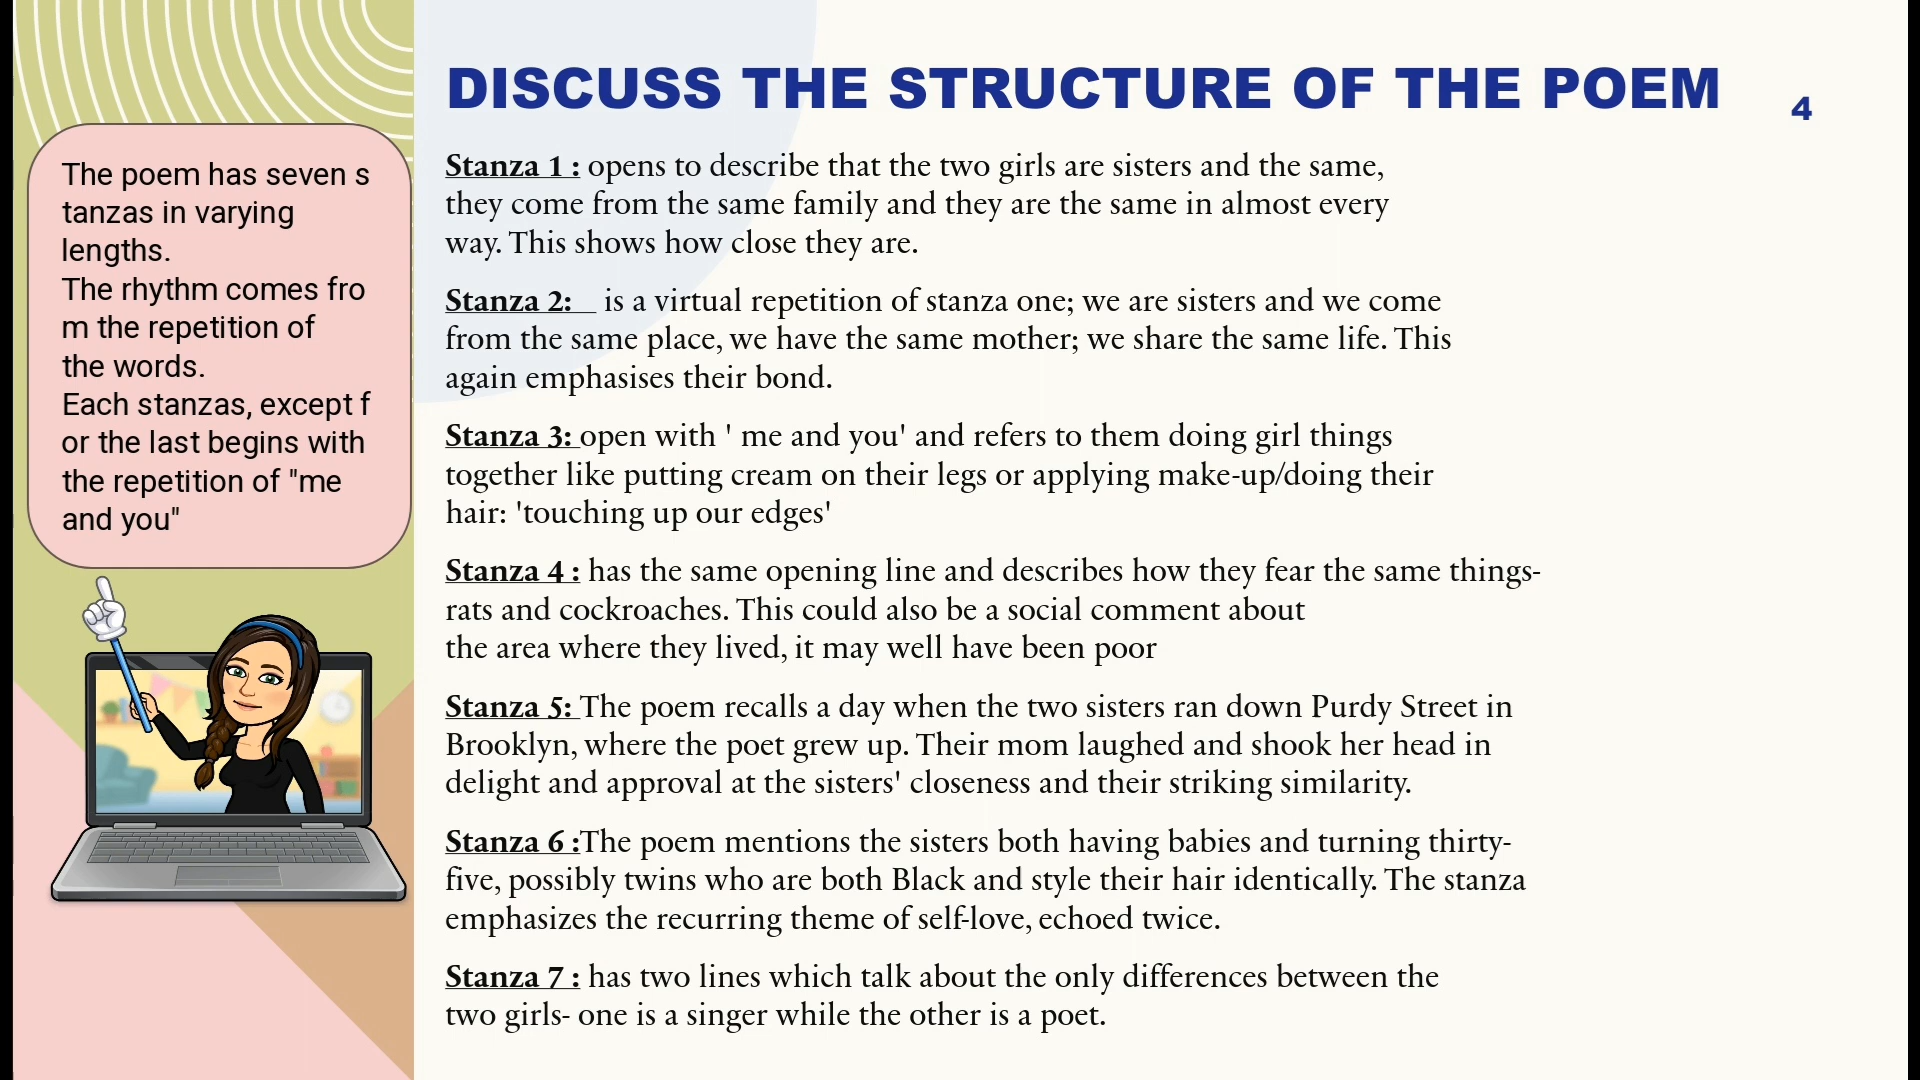 DISCUSS THE STRUCTURE OF THE POEM
4
The poem has seven s
tanzas in varying
lengths.
The rhythm comes fro
m the repetition of
the words.
Each stanzas, except f
or the last begins with
the repetition of "me
and you"
Stanza 1 : opens to describe that the two girls are sisters and the same,
they come from the same family and they are the same in almost every
way. This shows how close they are.
Stanza 2: is a virtual repetition of stanza one; we are sisters and we come
from the same place, we have the same mother; we share the same life. This
again emphasises their bond.
Stanza 3: open with ' me and you' and refers to them doing girl things
together like putting cream on their legs or applying make-up/doing their
hair: 'touching up our edges'
Stanza 4 : has the same opening line and describes how they fear the same things-
rats and cockroaches. This could also be a social comment about
the area where they lived, it may well have been poor
Stanza 5: The poem recalls a day when the two sisters ran down Purdy Street in
Brooklyn, where the poet grew up. Their mom laughed and shook her head in
delight and approval at the sisters' closeness and their striking similarity.
Stanza 6 :The poem mentions the sisters both having babies and turning thirty-
five, possibly twins who are both Black and style their hair identically. The stanza
emphasizes the recurring theme of self-love, echoed twice.
Stanza 7 : has two lines which talk about the only differences between the
two girls- one is a singer while the other is a poet.